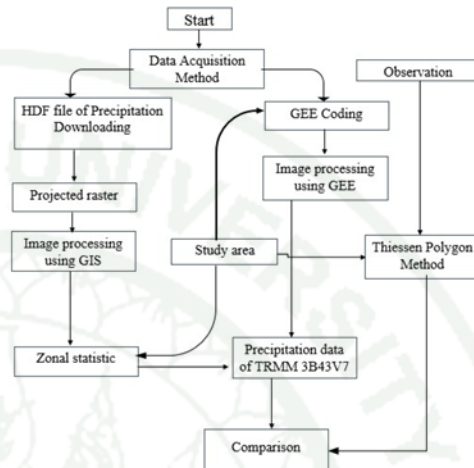 Start
Data Acquisition
Method
Observation
HDF file of Precipitation
Downloading
GEE Coding
Image processing
using GEE
Projected raster
Image processing
using GIS
Study area
Thiessen Polygon
Method
Zonal statistic
Precipitation data
of TRMM 3B43V7
Comparison
UNIVERSITY